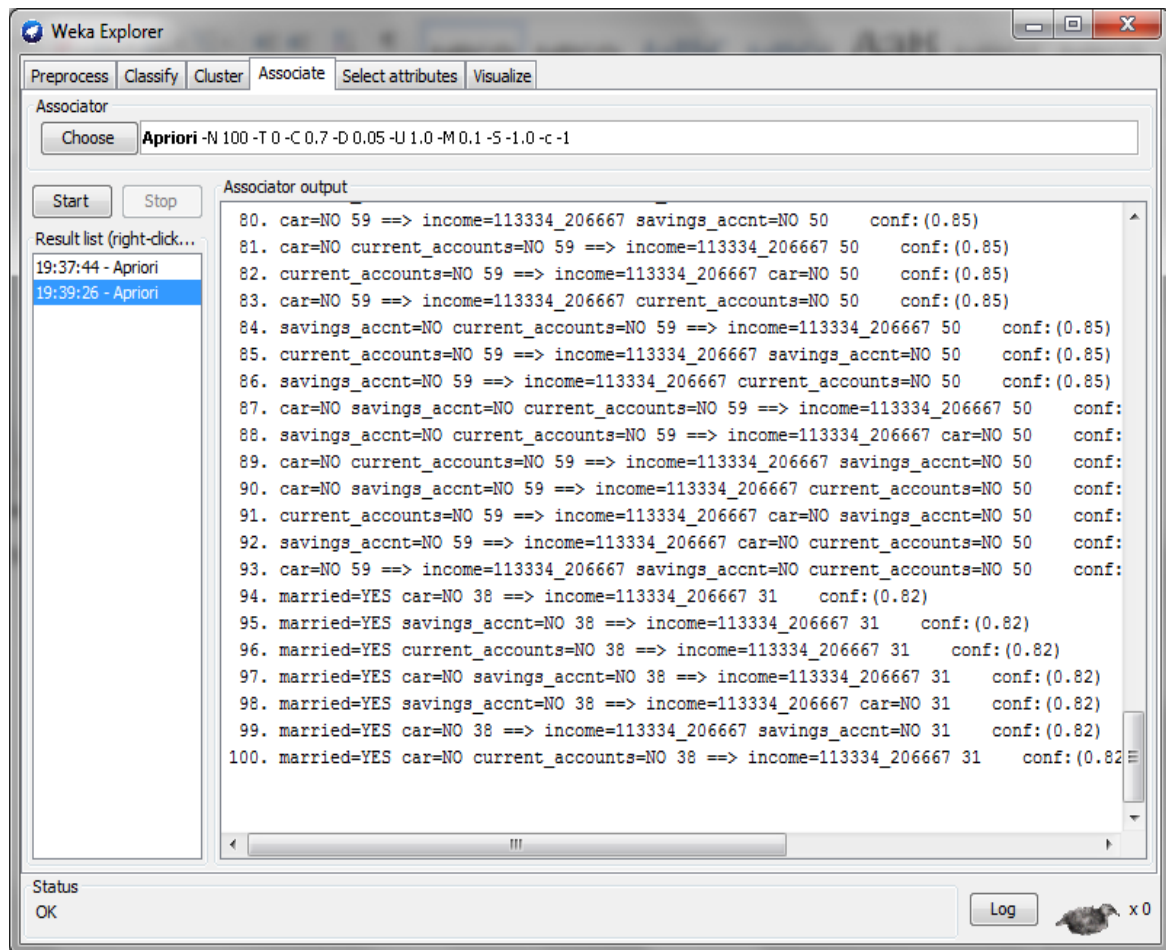 Weka Explorer
Preprocess Classify Cluster Associate Select attributes Visualize
Associator
Choose Apriori -N 100 -T 0 -C 0.7 -D 0.05 -U 1.0 -M 0.1 -S -1.0 -c -1
Start Stop
Result list (right-click...
19:37:44 - Apriori
19:39:26 - Apriori
Associator output
80. car=NO 59 ==> income=113334_206667 savings_accnt=NO 50 conf:(0.85)
81. car=NO current_accounts=NO 59 ==> income=113334_206667 50 conf:(0.85)
82. current_accounts=NO 59 ==> income=113334_206667 car=NO 50 conf:(0.85)
83. car=NO 59 ==> income=113334_206667 current_accounts=NO 50 conf:(0.85)
84. savings_accnt=NO current_accounts=NO 59 ==> income=113334_206667 50 conf:(0.85)
85. current_accounts=NO 59 ==> income=113334_206667 savings_accnt=NO 50 conf:(0.85)
86. savings_accnt=NO 59 ==> income=113334_206667 current_accounts=NO 50 conf:(0.85)
87. car=NO savings_accnt=NO current_accounts=NO 59 ==> income=113334_206667 50 conf:
88. savings_accnt=NO current_accounts=NO 59 ==> income=113334_206667 car=NO 50 conf:
89. car=NO current_accounts=NO 59 ==> income=113334_206667 savings_accnt=NO 50 conf:
90. car=NO savings_accnt=NO 59 ==> income=113334_206667 current_accounts=NO 50 conf:
91. current_accounts=NO 59 ==> income=113334_206667 car=NO savings_accnt=NO 50 conf:
92. savings_accnt=NO 59 ==> income=113334_206667 car=NO current_accounts=NO 50 conf:
93. car=NO 59 ==> income=113334_206667 savings_accnt=NO current_accounts=NO 50 conf:
94. married=YES car=NO 38 ==> income=113334_206667 31 conf:(0.82)
95. married=YES savings_accnt=NO 38 ==> income=113334_206667 31 conf:(0.82)
96. married=YES current_accounts=NO 38 ==> income=113334_206667 31 conf:(0.82)
97. married=YES car=NO savings_accnt=NO 38 ==> income=113334_206667 31 conf:(0.82)
98. married=YES savings_accnt=NO 38 ==> income=113334_206667 car=NO 31 conf:(0.82)
99. married=YES car=NO 38 ==> income=113334_206667 savings_accnt=NO 31 conf:(0.82)
100. married=YES car=NO current_accounts=NO 38 ==> income=113334_206667 31 conf:(0.82
Status
OK
Log
x 0